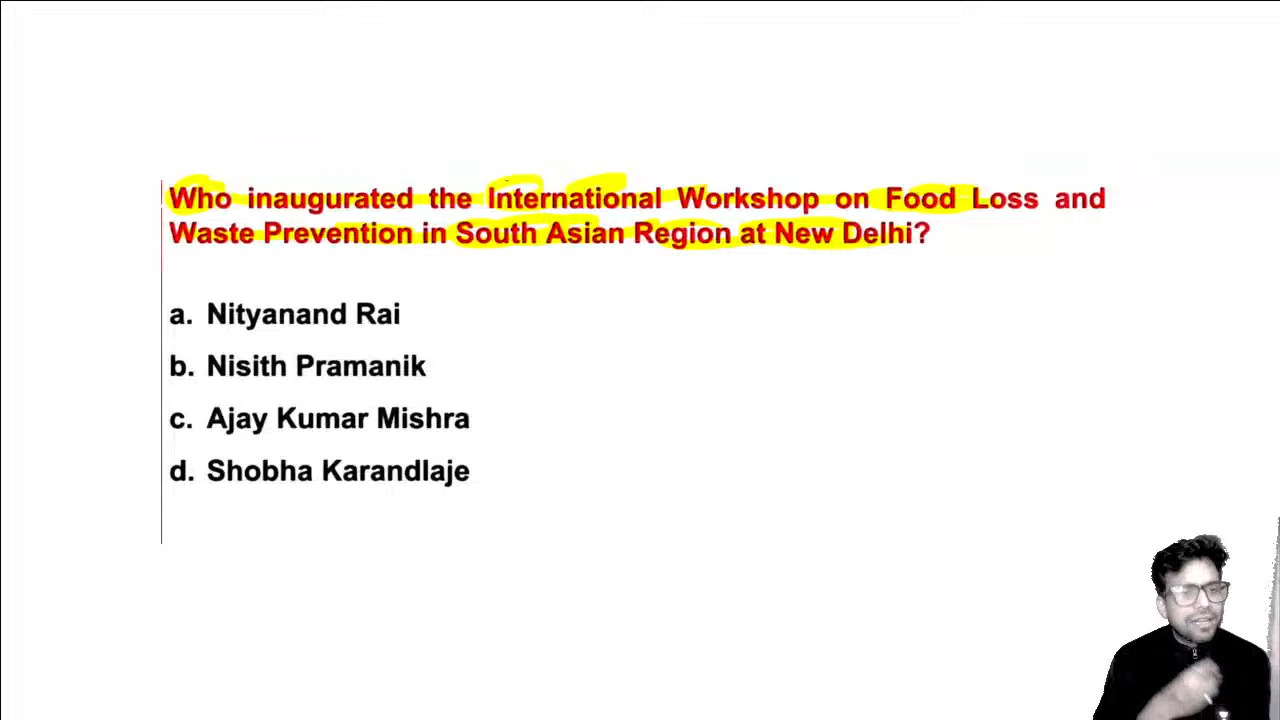 Who inaugurated the International Workshop on Food Loss and
Waste Prevention in South Asian Region at New Delhi?
a. Nityanand Rai
b. Nisith Pramanik
c. Ajay Kumar Mishra
d. Shobha Karandlaje